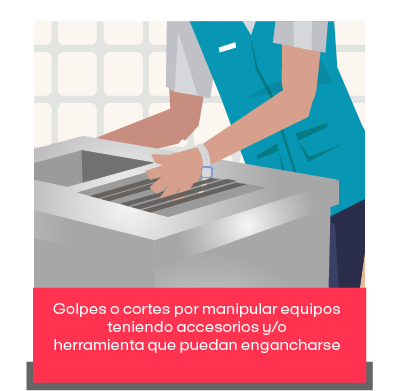 Golpes o cortes por manipular equipos
teniendo accesorios y/o
herramienta que puedan engancharse